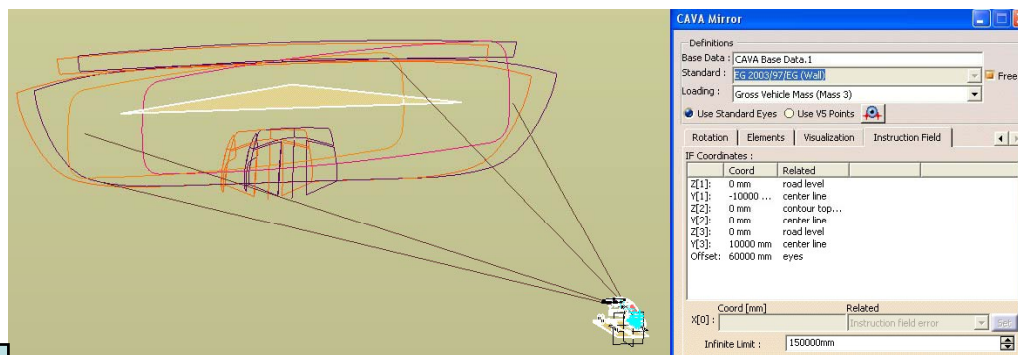 CAVA Mirror
Definitions
Base Data : CAVA Base Data.1
Standard : EG 2003/97/EG (Wall) Free
Loading : Gross Vehicle Mass (Mass 3)
Use Standard Eyes Use V5 Points
Rotation Elements Visualization Instruction Field
IF Coordinates :
Coord Related
Z[1]: 0 mm road level
Y[1]: -10000 ... center line
Z[2]: 0 mm contour top...
Y[2]: 0 mm center line
Z[3]: 0 mm road level
Y[3]: 10000 mm center line
Offset: 60000 mm eyes
Coord [mm] Related
X[0] : Instruction field error Set
Infinite Limit : 150000mm